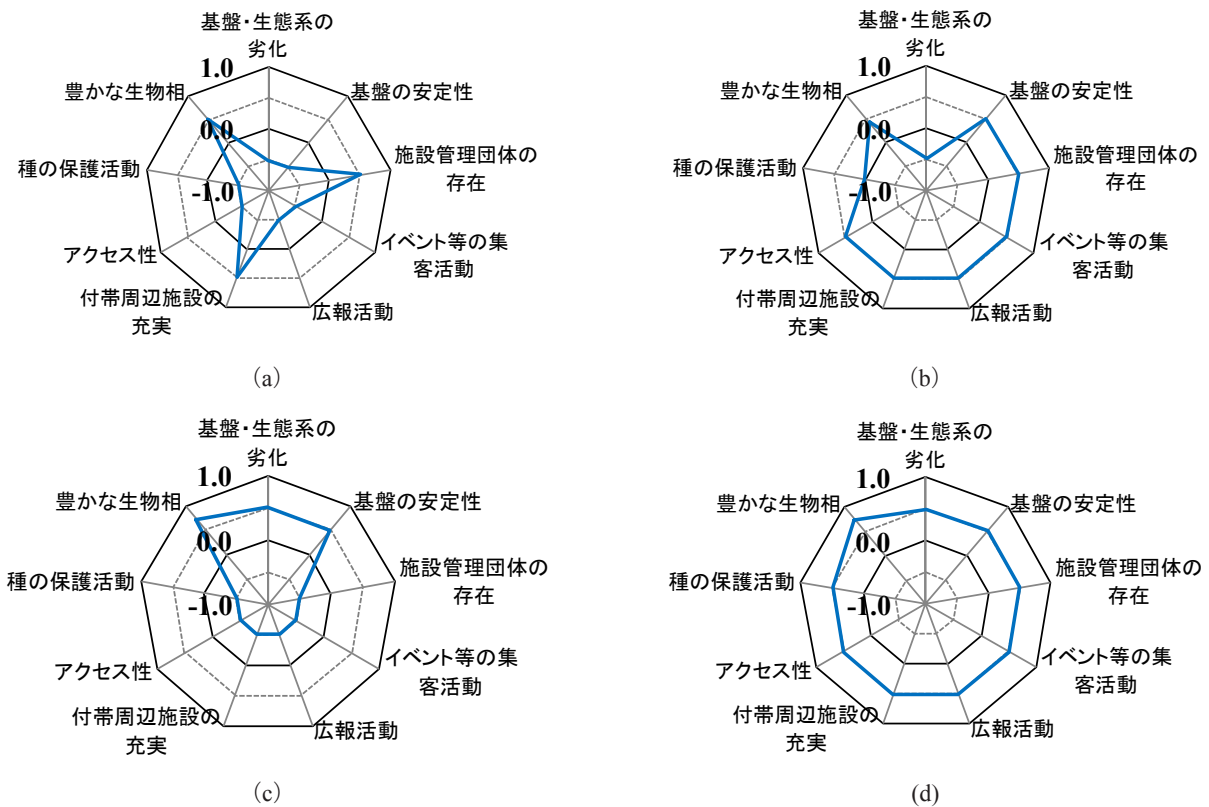 基盤・生態系の
劣化
1.0
豊かな生物相
基盤の安定性
0.0
施設管理団体の
存在
種の保護活動
-1.0
イベント等の集
客活動
アクセス性
付帯周辺施設の
充実
広報活動
(a)
基盤・生態系の
劣化
1.0
豊かな生物相
基盤の安定性
0.0
施設管理団体の
存在
種の保護活動
-1.0
イベント等の集
客活動
アクセス性
付帯周辺施設の
充実
広報活動
(b)
基盤・生態系の
劣化
1.0
豊かな生物相
基盤の安定性
0.0
施設管理団体の
存在
種の保護活動
-1.0
イベント等の集
客活動
アクセス性
付帯周辺施設の
充実
広報活動
(c)
基盤・生態系の
劣化
1.0
豊かな生物相
基盤の安定性
0.0
施設管理団体の
存在
種の保護活動
-1.0
イベント等の集
客活動
アクセス性
付帯周辺施設の
充実
広報活動
(d)